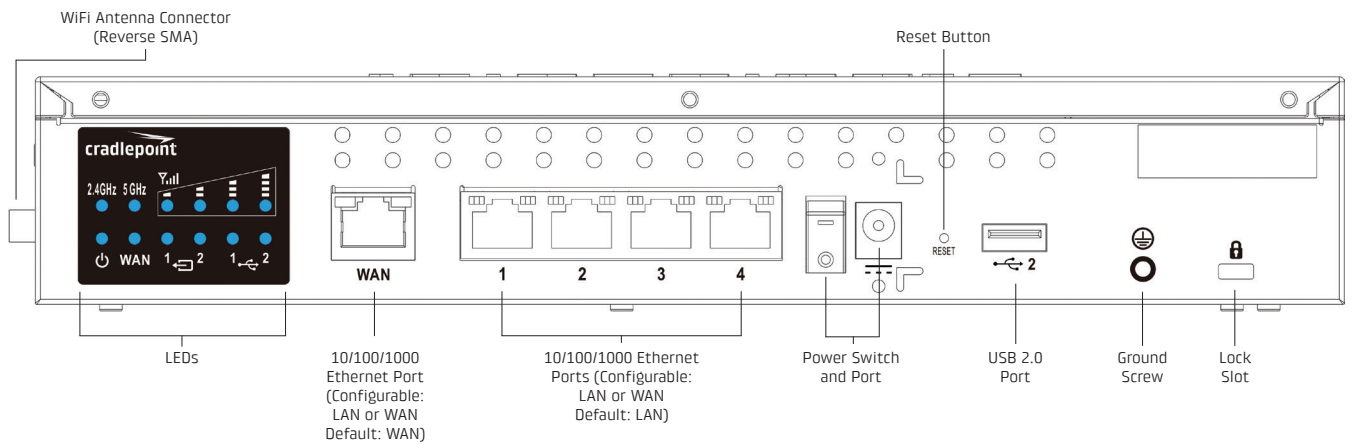 WiFi Antenna Connector
(Reverse SMA)
Reset Button
cradlepoint
2.4GHz 5 GHz
WAN 1 2 1 2
WAN
1 2 3 4
RESET
2
LEDs
10/100/1000
Ethernet Port
(Configurable:
LAN or WAN
Default: WAN)
10/100/1000 Ethernet
Ports (Configurable:
LAN or WAN
Default: LAN)
Power Switch
and Port
USB 2.0
Port
Ground
Screw
Lock
Slot